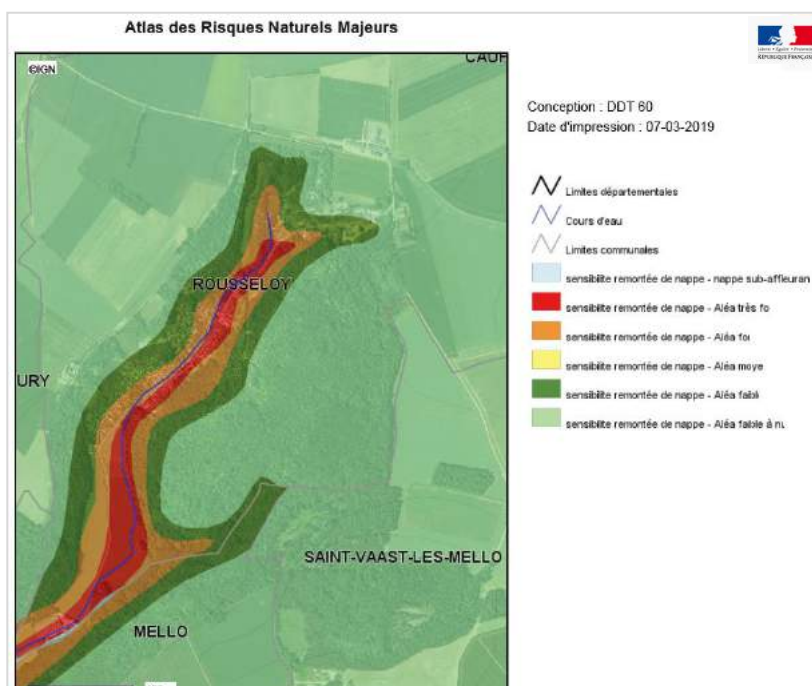 Atlas des Risques Naturels Majeurs
RÉPUBLIQUE FRANÇAISE
©IGN
CAUF
ROUSSELOY
URY
SAINT-VAAST-LES-MELLO
MELLO
Conception : DDT 60
Date d'impression : 07-03-2019
Limites départementales
Cours d'eau
Limites communales
sensibilite remontée de nappe - nappe sub-affleuran
sensibilite remontée de nappe - Aléa très fo
sensibilite remontée de nappe - Aléa for
sensibilite remontée de nappe - Aléa moye
sensibilite remontée de nappe - Aléa faibl
sensibilite remontée de nappe - Aléa faible à nu